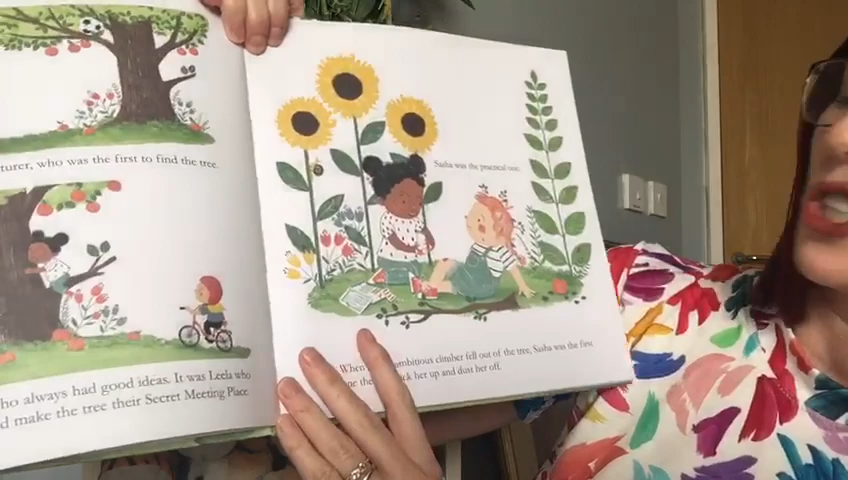 turer, who was the first to find the tree.
ho always had good ideas. It was Leela who
d make the tree their Secret Meeting Place
Sasha was the practical one.
When ambitious climber fell out of the tree, Sasha was the first
ck her up and dust her off.